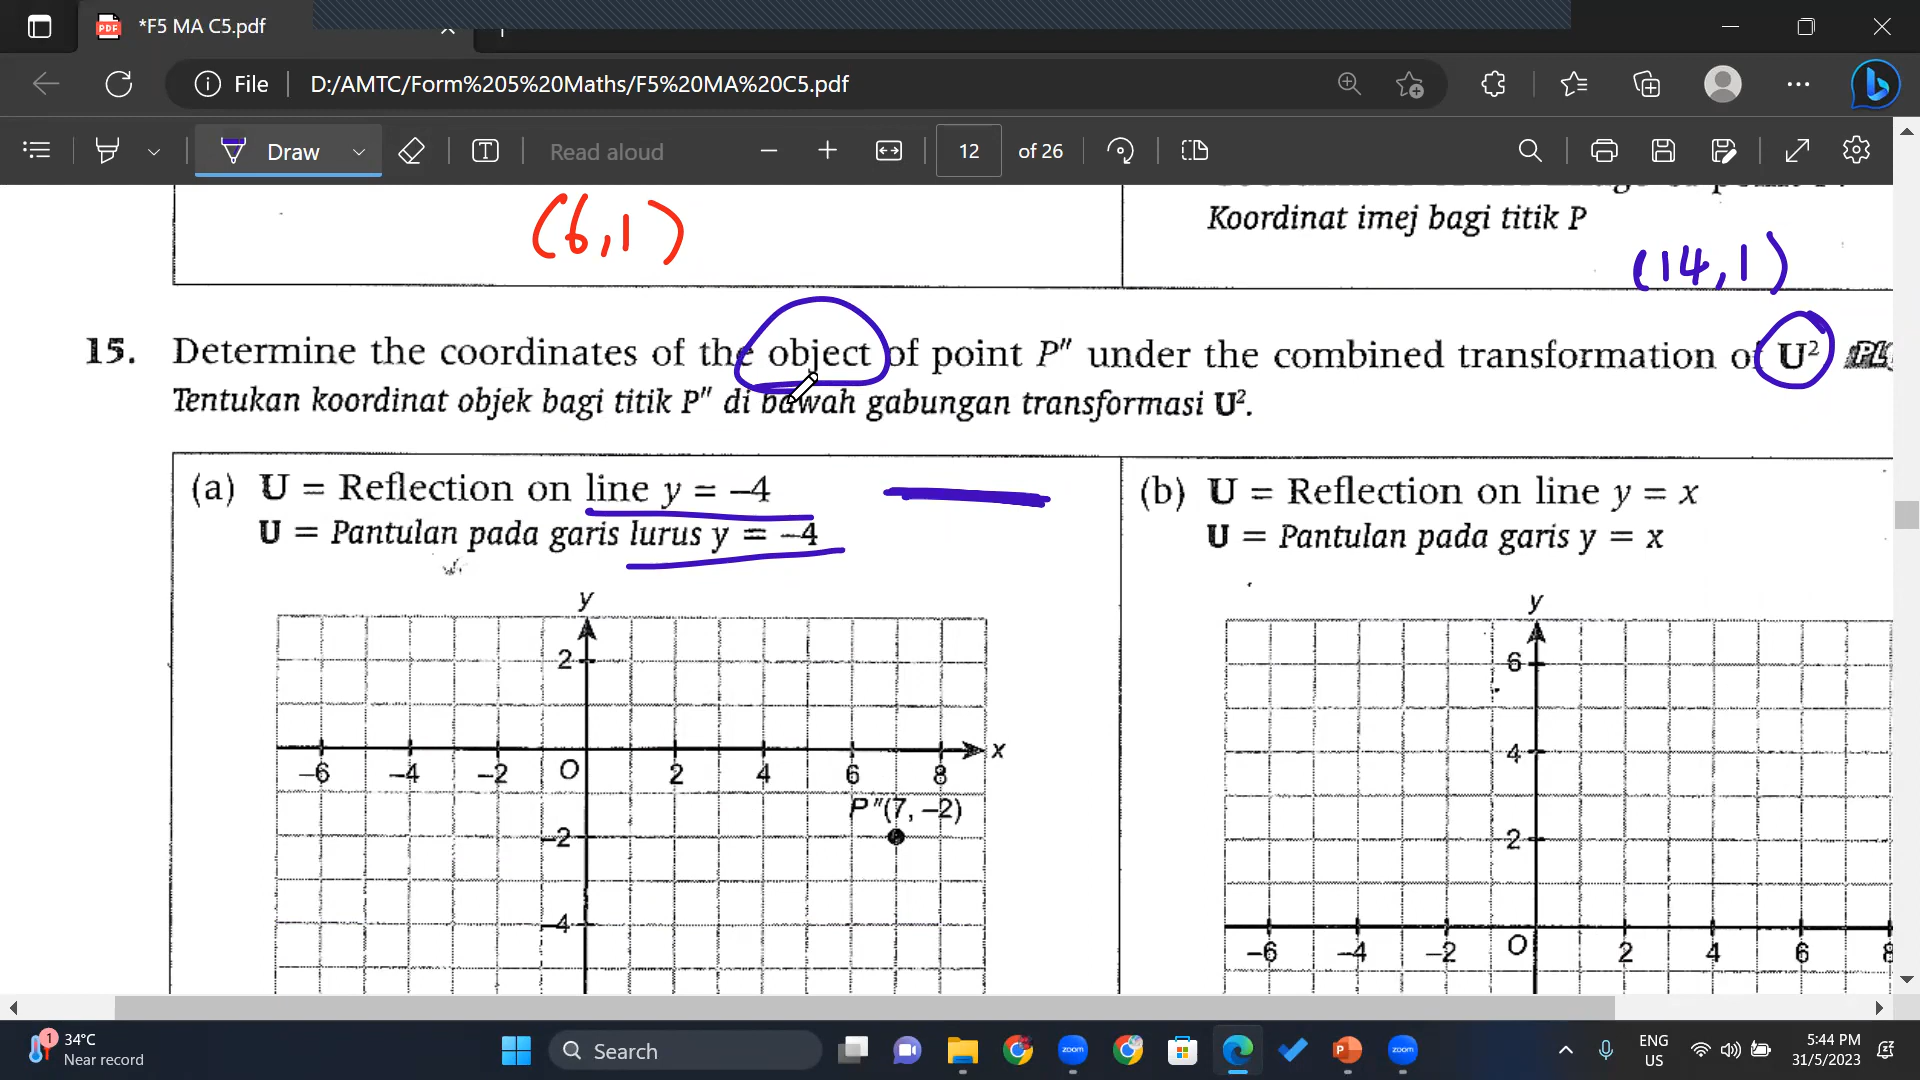 *F5 MA C5.pdf
File D:/AMTC/Form%205%20Maths/F5%20MA%20C5.pdf
Draw Read aloud 12 of 26
Koordinat imej bagi titik P
(6,1)
(14,1)
15. Determine the coordinates of the object of point P″ under the combined transformation of U²
Tentukan koordinat objek bagi titik P″ di bawah gabungan transformasi U².
(a) U = Reflection on line y = –4
U = Pantulan pada garis lurus y = –4
(b) U = Reflection on line y = x
U = Pantulan pada garis y = x
y
2
x
–6 –4 –2 O 2 4 6 8
P″(7, –2)
–2
–4
y
6
4
2
–6 –4 –2 O 2 4 6 8
1 34°C
Near record
Search
zoom
zoom
ENG
US
5:44 PM
31/5/2023